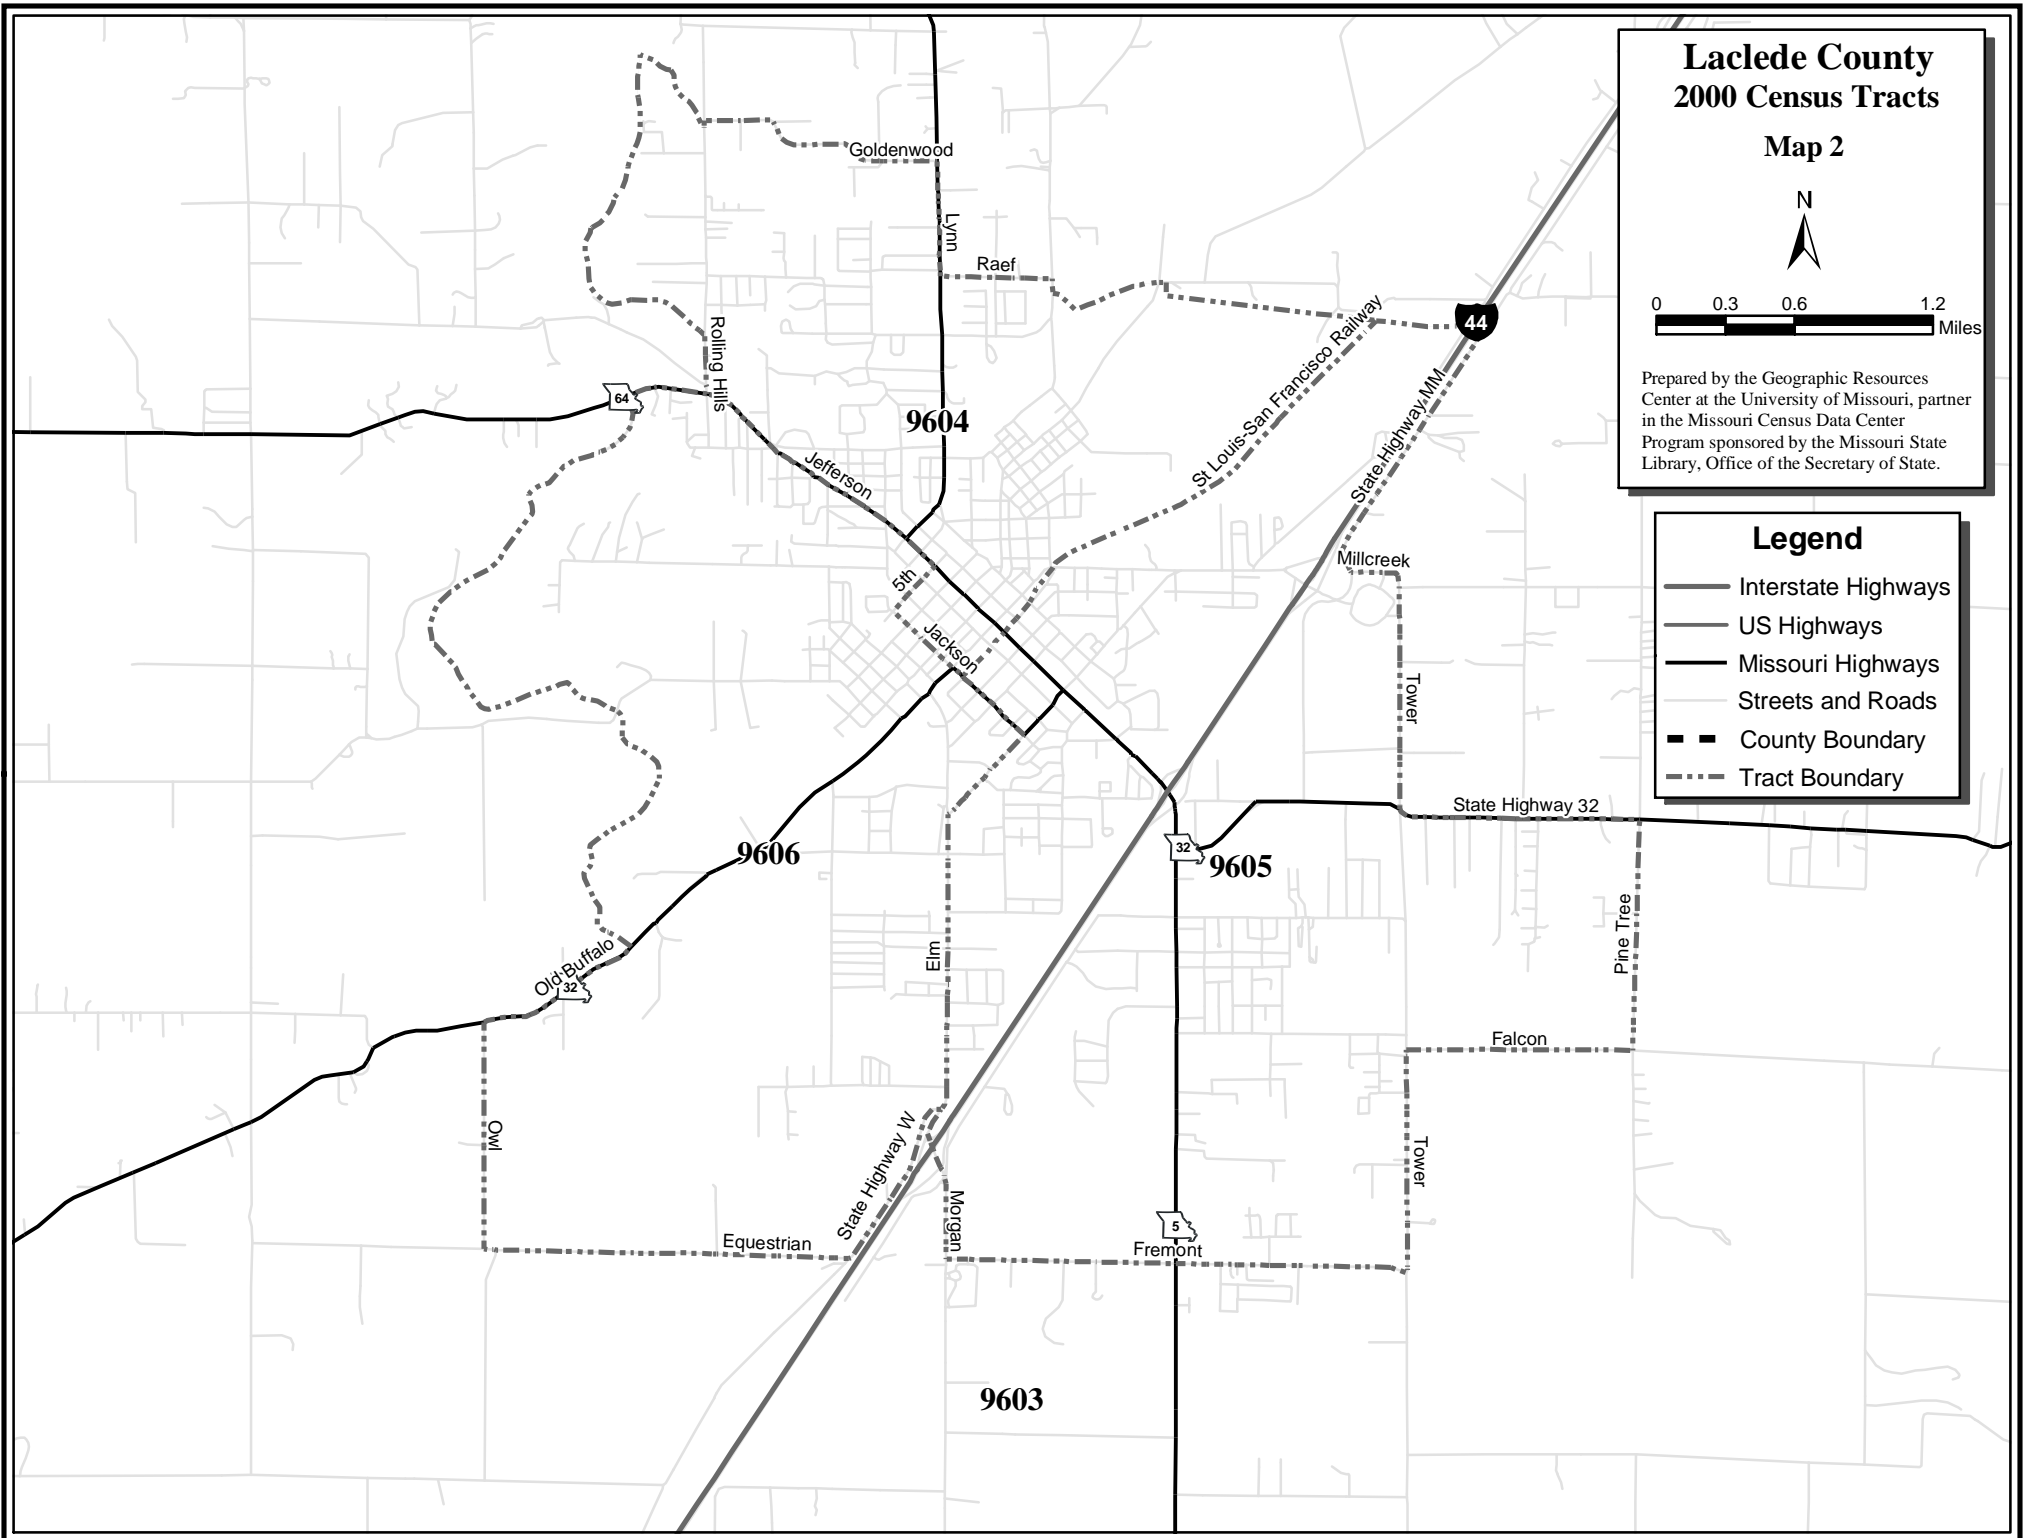 Laclede County
2000 Census Tracts
Map 2
N
0 0.3 0.6 1.2
Miles
Prepared by the Geographic Resources
Center at the University of Missouri, partner
in the Missouri Census Data Center
Program sponsored by the Missouri State
Library, Office of the Secretary of State.
Legend
Interstate Highways
US Highways
Missouri Highways
Streets and Roads
County Boundary
Tract Boundary
Goldenwood
Lynn
Raef
St Louis-San Francisco Railway
44
State Highway MM
Rolling Hills
64
9604
Jefferson
5th
Jackson
Millcreek
Tower
State Highway 32
32
9605
9606
Pine Tree
Elm
Old Buffalo
32
Falcon
Owl
State Highway W
Tower
Morgan
5
Equestrian
Fremont
9603